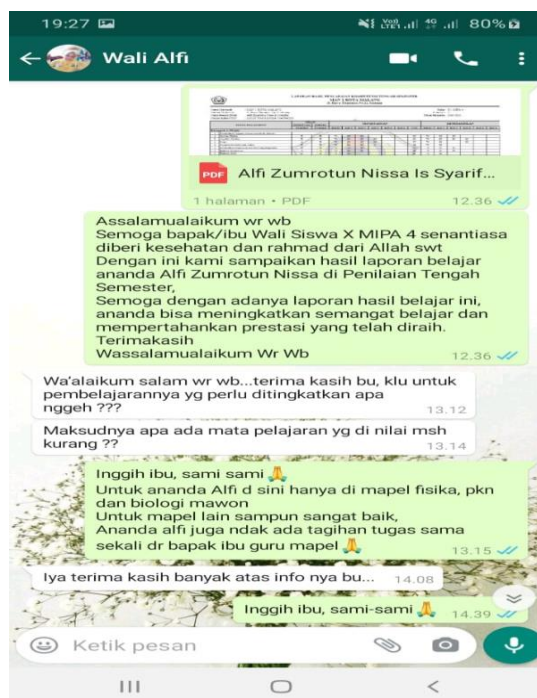 19:27
80%
Wali Alfi
PDF
Alfi Zumrotun Nissa Is Syarif...
1 halaman • PDF
12.36
Assalamualaikum wr wb
Semoga bapak/ibu Wali Siswa X MIPA 4 senantiasa
diberi kesehatan dan rahmad dari Allah swt
Dengan ini kami sampaikan hasil laporan belajar
ananda Alfi Zumrotun Nissa di Penilaian Tengah
Semester,
Semoga dengan adanya laporan hasil belajar ini,
ananda bisa meningkatkan semangat belajar dan
mempertahankan prestasi yang telah diraih.
Terimakasih
Wassalamualaikum Wr Wb
12.36
Wa'alaikum salam wr wb...terima kasih bu, klu untuk
pembelajarannya yg perlu ditingkatkan apa
nggeh ???
13.12
Maksudnya apa ada mata pelajaran yg di nilai msh
kurang ??
13.14
Inggih ibu, sami sami 🙏
Untuk ananda Alfi d sini hanya di mapel fisika, pkn
dan biologi mawon
Untuk mapel lain sampun sangat baik,
Ananda alfi juga ndak ada tagihan tugas sama
sekali dr bapak ibu guru mapel 🙏
13.15
Iya terima kasih banyak atas info nya bu...
14.08
Inggih ibu, sami-sami 🙏
14.39
Ketik pesan